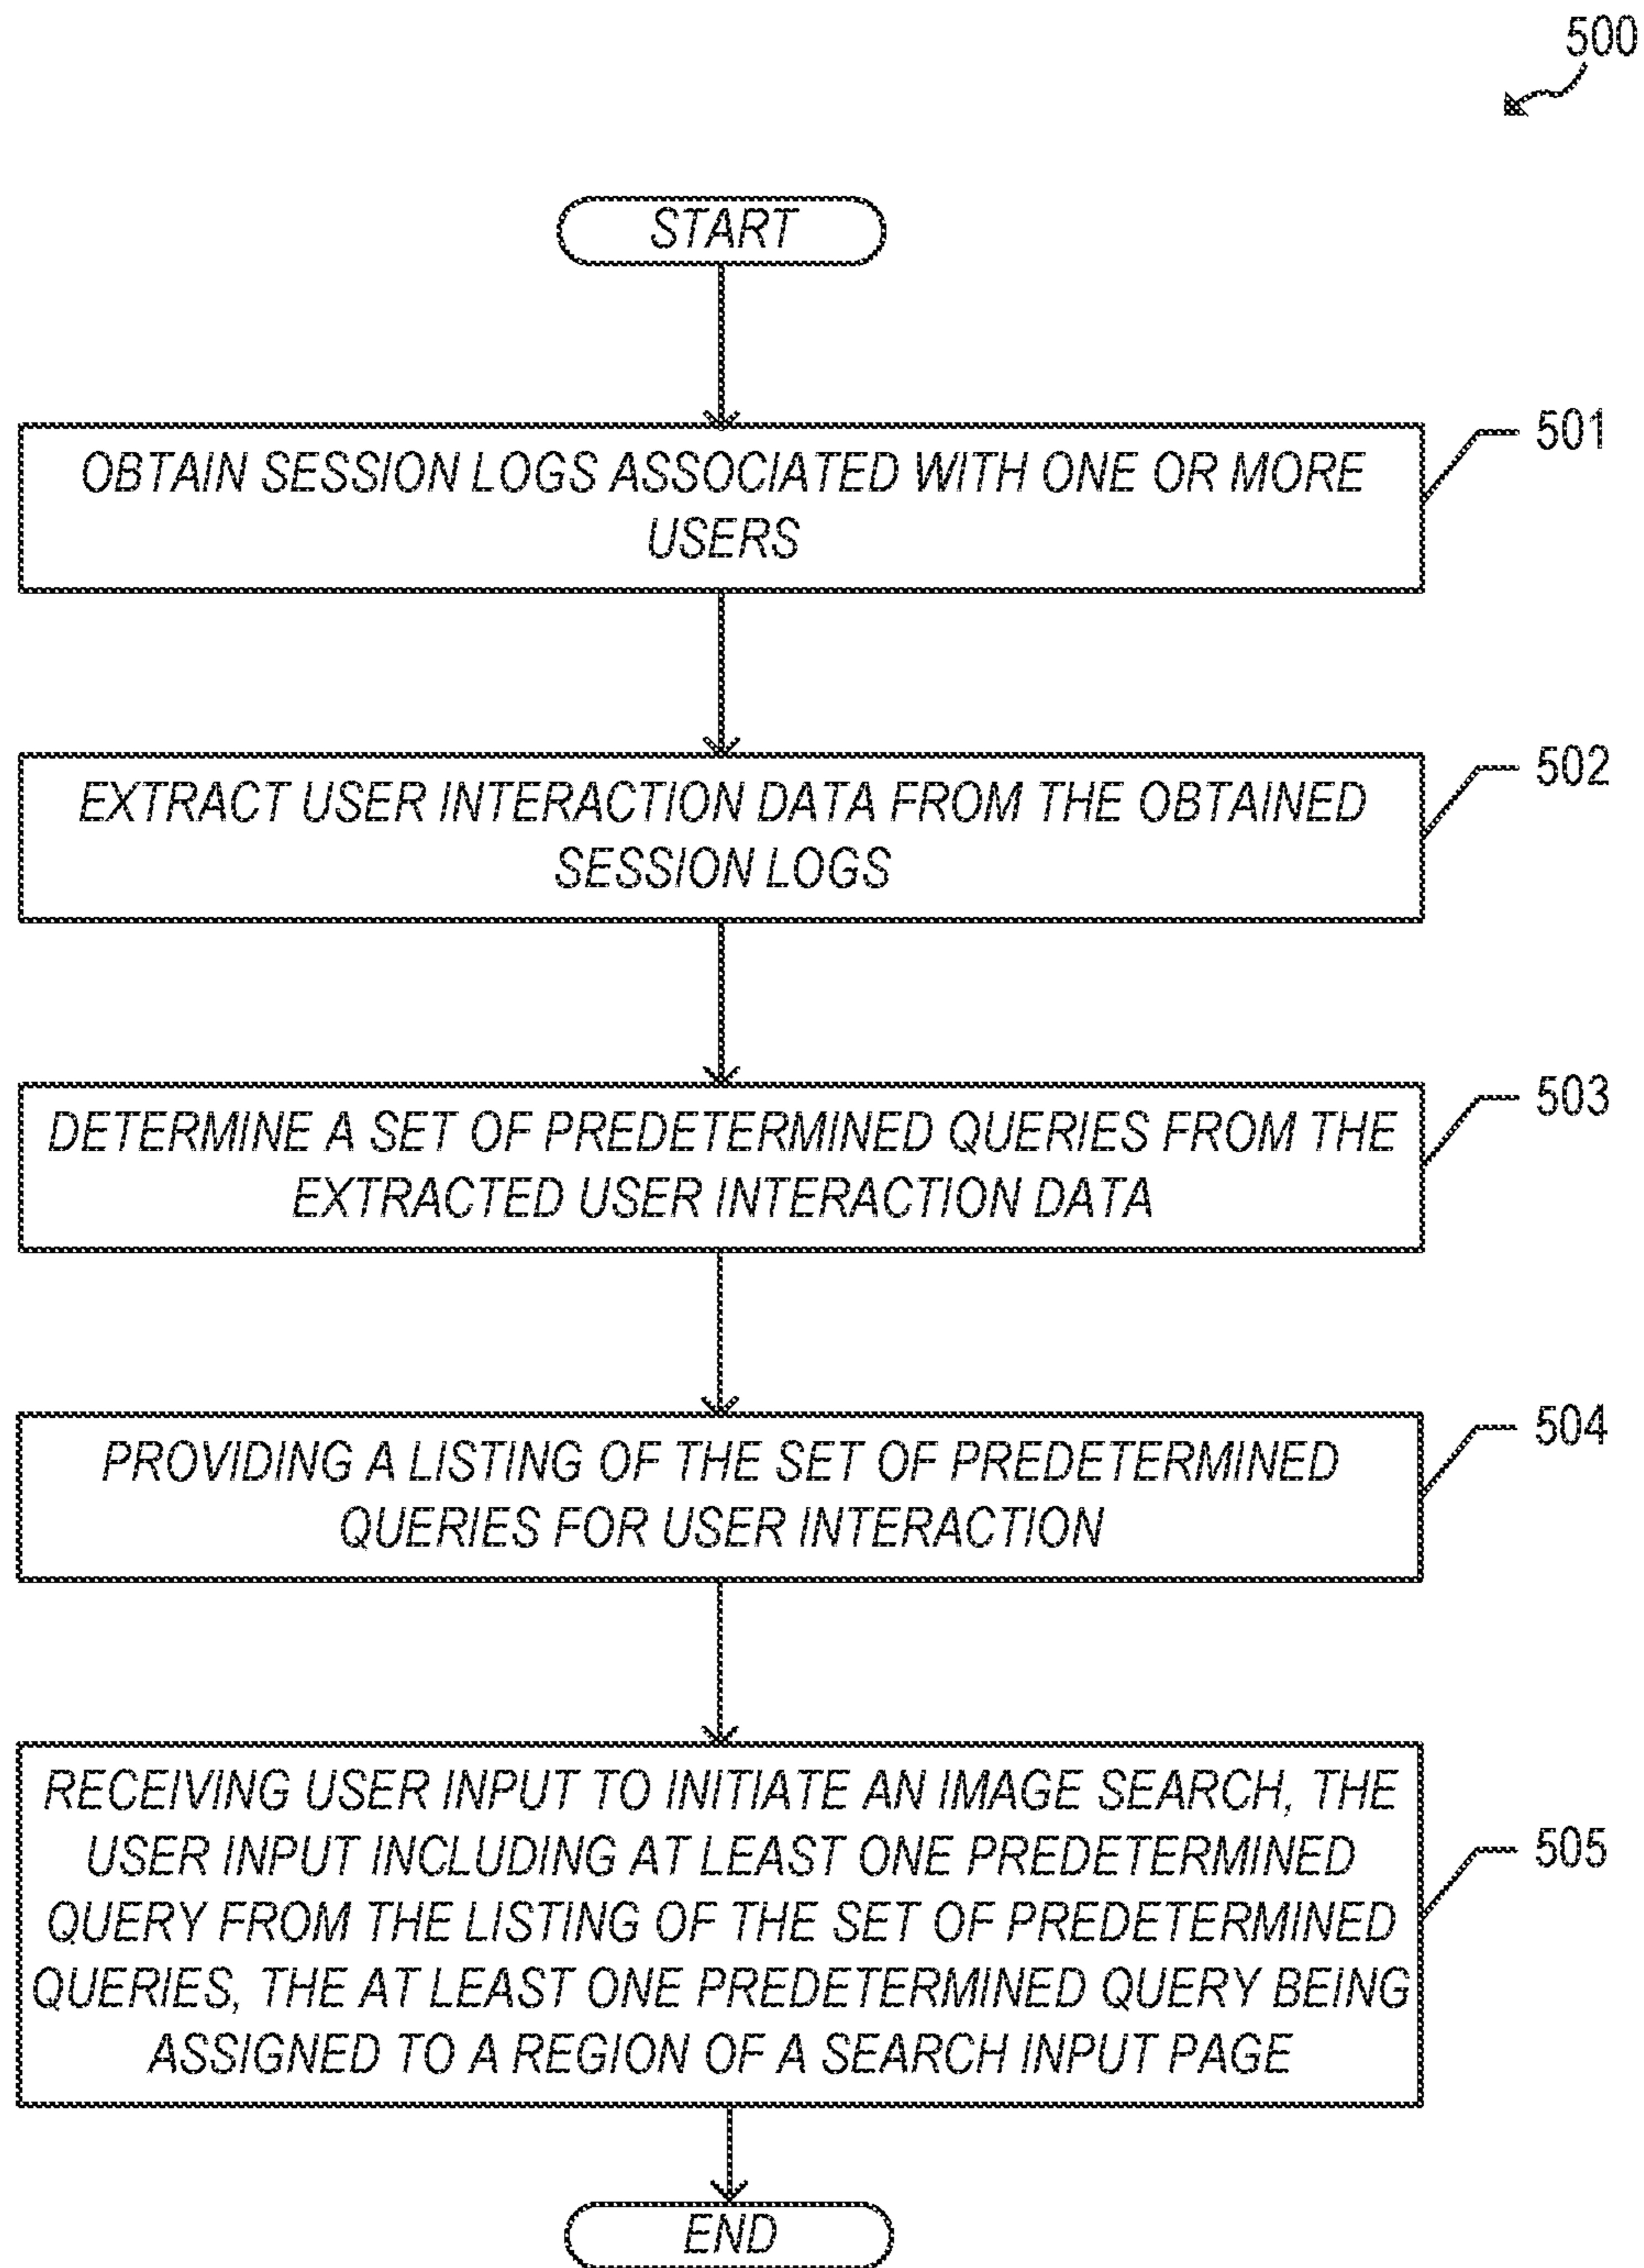 500
START
OBTAIN SESSION LOGS ASSOCIATED WITH ONE OR MORE
USERS
501
EXTRACT USER INTERACTION DATA FROM THE OBTAINED
SESSION LOGS
502
DETERMINE A SET OF PREDETERMINED QUERIES FROM THE
EXTRACTED USER INTERACTION DATA
503
PROVIDING A LISTING OF THE SET OF PREDETERMINED
QUERIES FOR USER INTERACTION
504
RECEIVING USER INPUT TO INITIATE AN IMAGE SEARCH, THE
USER INPUT INCLUDING AT LEAST ONE PREDETERMINED
QUERY FROM THE LISTING OF THE SET OF PREDETERMINED
QUERIES, THE AT LEAST ONE PREDETERMINED QUERY BEING
ASSIGNED TO A REGION OF A SEARCH INPUT PAGE
505
END